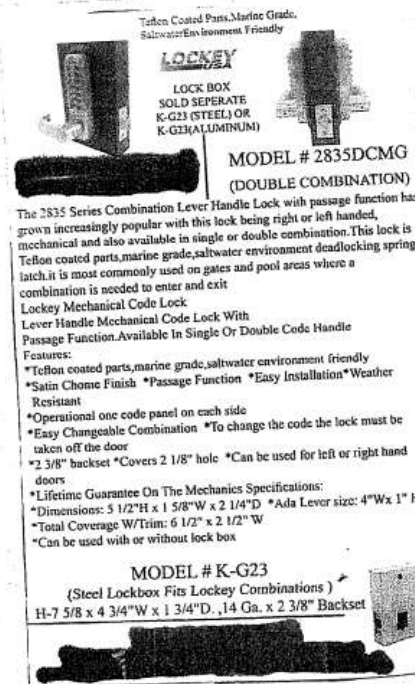 Teflon Coated Parts,Marine Grade,
SaltwaterEnvironment Friendly
LOCKEY
USA
LOCK BOX
SOLD SEPERATE
K-G23 (STEEL) OR
K-G23(ALUMINUM)
MODEL # 2835DCMG
(DOUBLE COMBINATION)
The 2835 Series Combination Lever Handle Lock with passage function has
grown increasingly popular with this lock being right or left handed,
mechanical and also available in single or double combination.This lock is
Teflon coated parts,marine grade,saltwater environment deadlocking spring
latch.it is most commonly used on gates and pool areas where a
combination is needed to enter and exit
Lockey Mechanical Code Lock
Lever Handle Mechanical Code Lock With
Passage Function.Available In Single Or Double Code Handle
Features:
*Teflon coated parts,marine grade,saltwater environment friendly
*Satin Chome Finish *Passage Function *Easy Installation*Weather
Resistant
*Operational one code panel on each side
*Easy Changeable Combination *To change the code the lock must be
taken off the door
*2 3/8" backset *Covers 2 1/8" hole *Can be used for left or right hand
doors
*Lifetime Guarantee On The Mechanics Specifications:
*Dimensions: 5 1/2"H x 1 5/8"W x 2 1/4"D *Ada Lever size: 4"Wx 1" H
*Total Coverage W/Trim: 6 1/2" x 2 1/2" W
*Can be used with or without lock box
MODEL # K-G23
(Steel Lockbox Fits Lockey Combinations )
H-7 5/8 x 4 3/4"W x 1 3/4"D. ,14 Ga. x 2 3/8" Backset